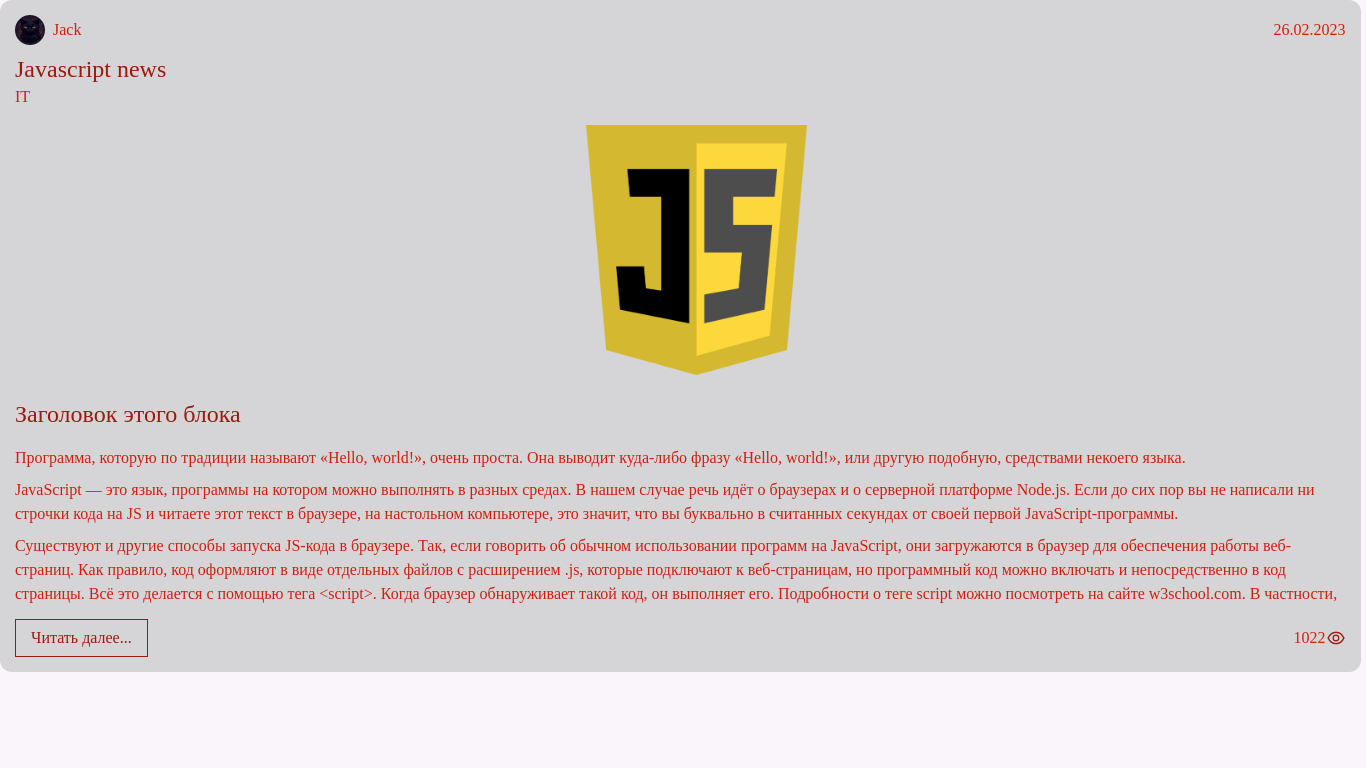 Jack
26.02.2023
Javascript news
IT
JS
Заголовок этого блока
Программа, которую по традиции называют «Hello, world!», очень проста. Она выводит куда-либо фразу «Hello, world!», или другую подобную, средствами некоего языка.
JavaScript — это язык, программы на котором можно выполнять в разных средах. В нашем случае речь идёт о браузерах и о серверной платформе Node.js. Если до сих пор вы не написали ни
строчки кода на JS и читаете этот текст в браузере, на настольном компьютере, это значит, что вы буквально в считанных секундах от своей первой JavaScript-программы.
Существуют и другие способы запуска JS-кода в браузере. Так, если говорить об обычном использовании программ на JavaScript, они загружаются в браузер для обеспечения работы веб-
страниц. Как правило, код оформляют в виде отдельных файлов с расширением .js, которые подключают к веб-страницам, но программный код можно включать и непосредственно в код
страницы. Всё это делается с помощью тега <script>. Когда браузер обнаруживает такой код, он выполняет его. Подробности о теге script можно посмотреть на сайте w3school.com. В частности,
Читать далее...
1022